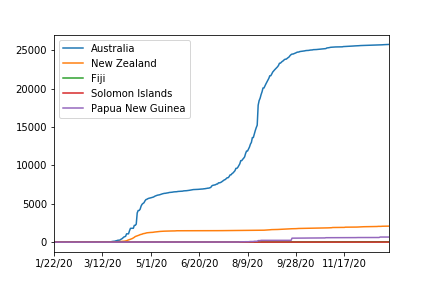 25000
20000
15000
10000
5000
0
Australia
New Zealand
Fiji
Solomon Islands
Papua New Guinea
1/22/20 3/12/20 5/1/20 6/20/20 8/9/20 9/28/20 11/17/20